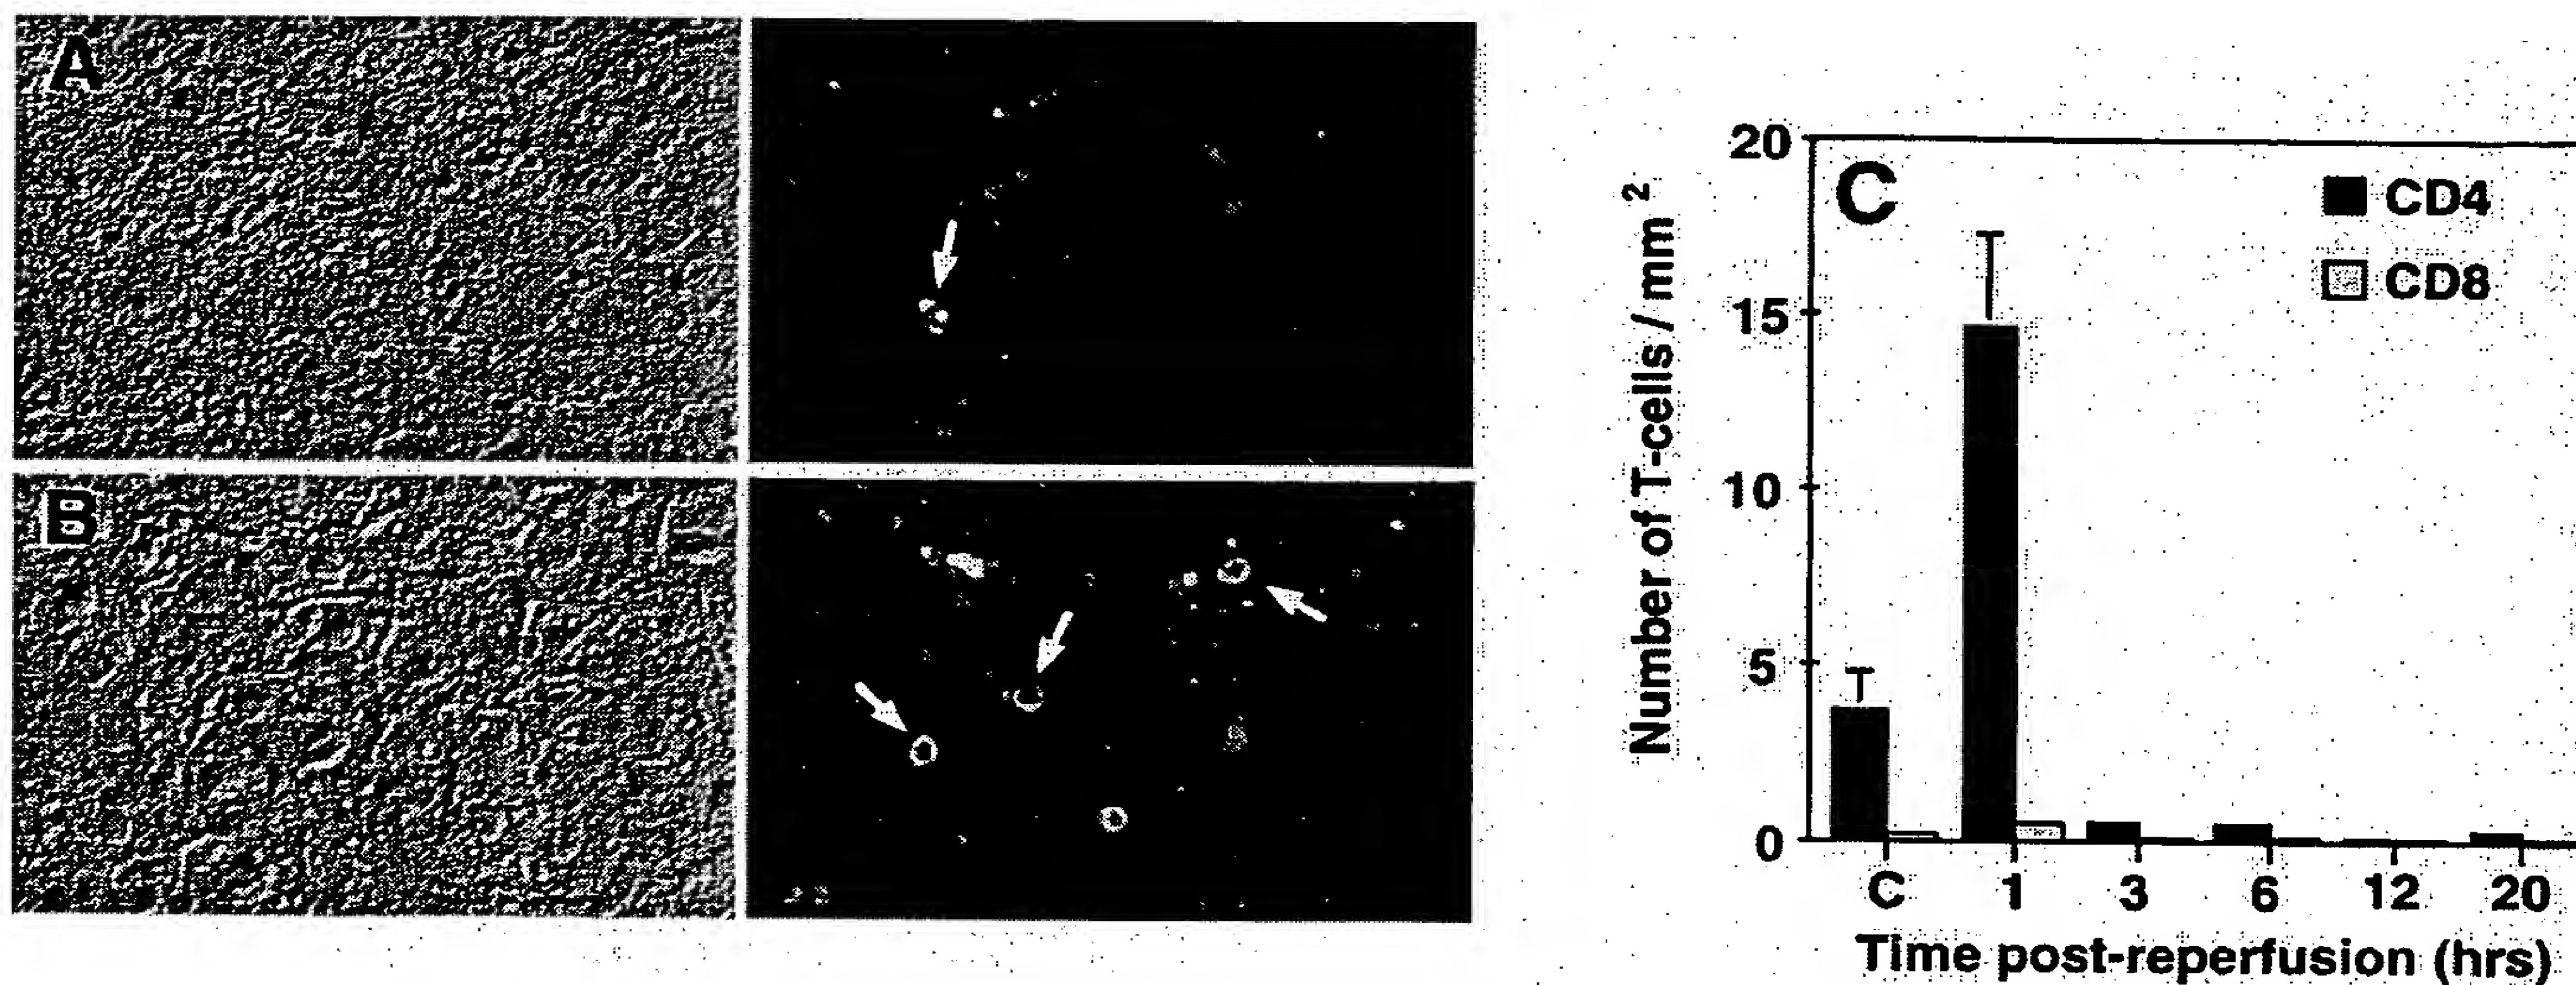 A
B
C
CD4
CD8
Number of T-cells / mm 2
20
15
10
5
0
C 1 3 6 12 20
Time post-reperfusion (hrs)